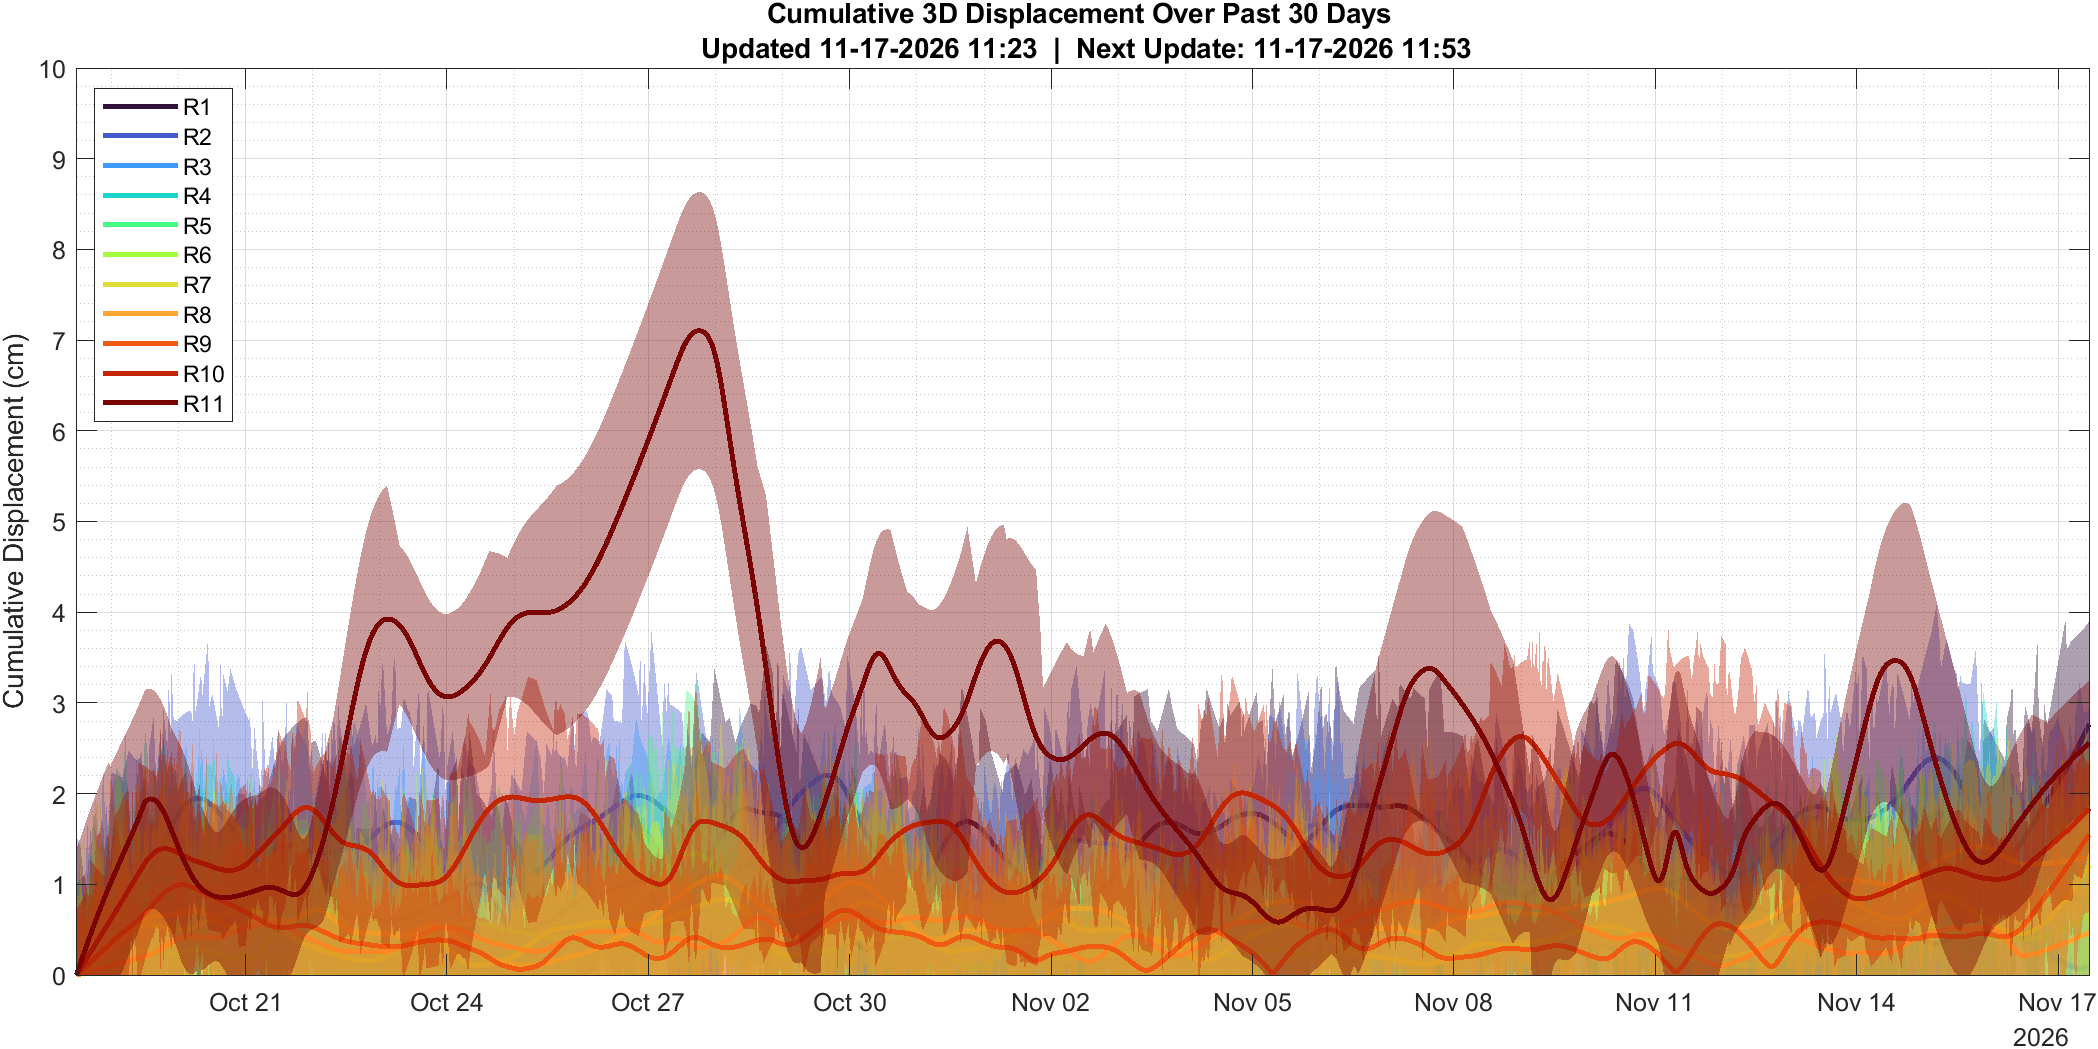 Cumulative 3D Displacement Over Past 30 Days
Updated 11-17-2026 11:23 | Next Update: 11-17-2026 11:53
Cumulative Displacement (cm)
10
9
8
7
6
5
4
3
2
1
0
R1
R2
R3
R4
R5
R6
R7
R8
R9
R10
R11
Oct 21 Oct 24 Oct 27 Oct 30 Nov 02 Nov 05 Nov 08 Nov 11 Nov 14 Nov 17
2026